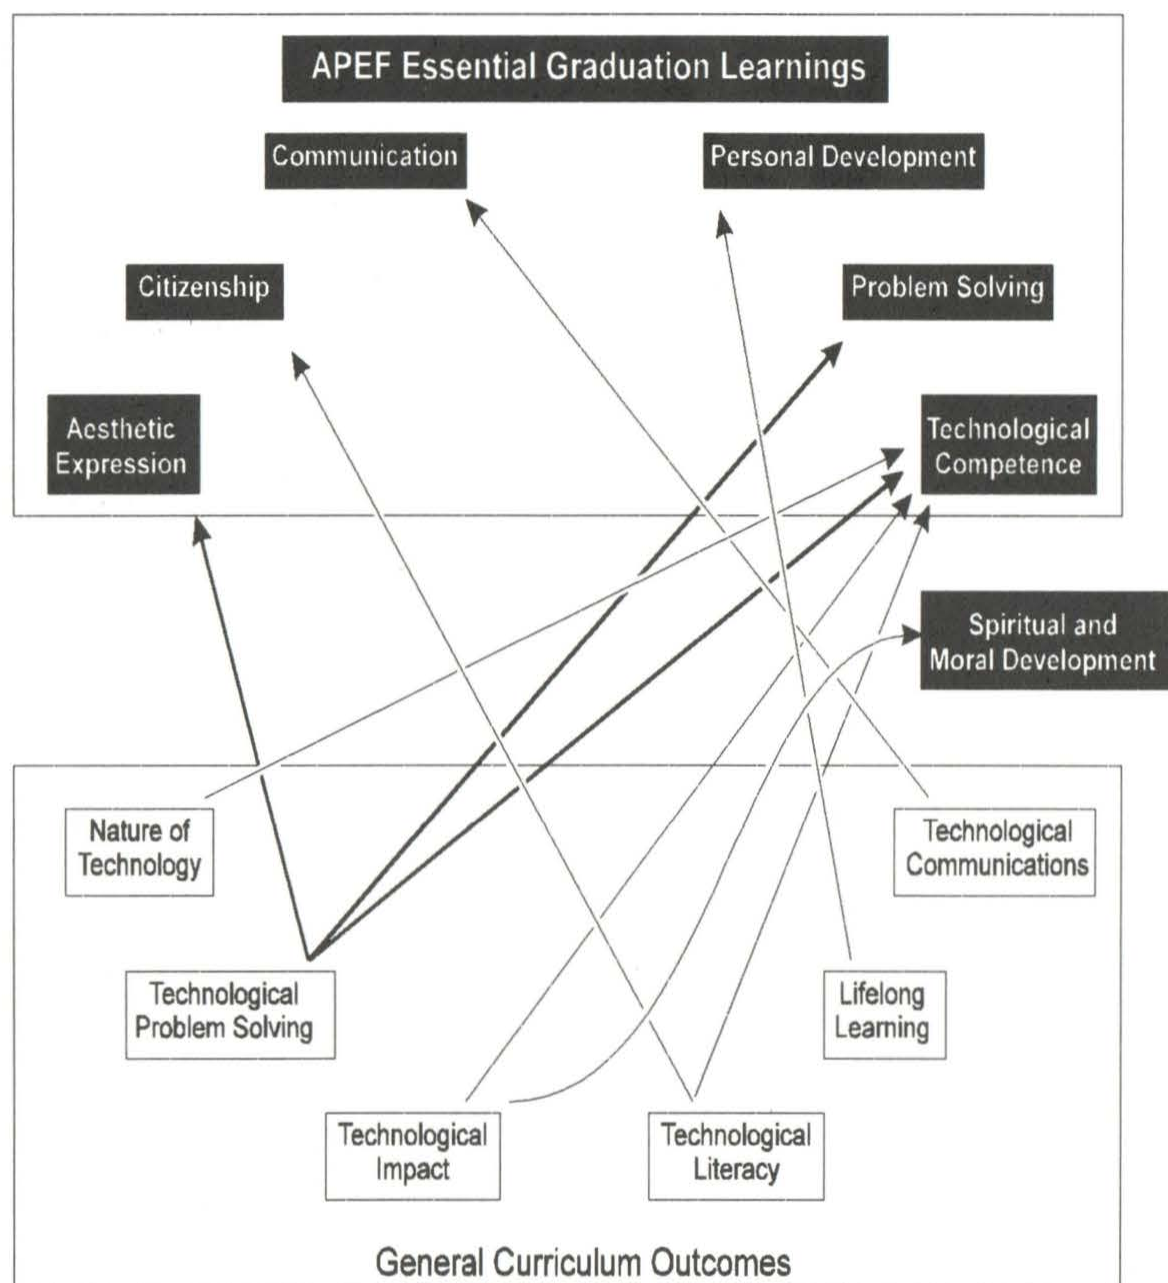 APEF Essential Graduation Learnings
Communication
Personal Development
Citizenship
Problem Solving
Aesthetic
Expression
Technological
Competence
Spiritual and
Moral Development
Nature of
Technology
Technological
Communications
Technological
Problem Solving
Lifelong
Learning
Technological
Impact
Technological
Literacy
General Curriculum Outcomes